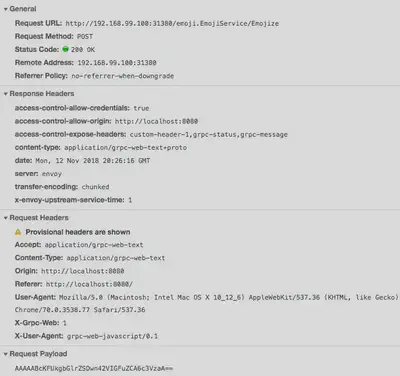 General
Request URL: http://192.168.99.100:31380/emoji.EmojiService/Emojize
Request Method: POST
Status Code: 200 OK
Remote Address: 192.168.99.100:31380
Referrer Policy: no-referrer-when-downgrade
Response Headers
access-control-allow-credentials: true
access-control-allow-origin: http://localhost:8080
access-control-expose-headers: custom-header-1,grpc-status,grpc-message
content-type: application/grpc-web-text+proto
date: Mon, 12 Nov 2018 20:26:16 GMT
server: envoy
transfer-encoding: chunked
x-envoy-upstream-service-time: 1
Request Headers
Provisional headers are shown
Accept: application/grpc-web-text
Content-Type: application/grpc-web-text
Origin: http://localhost:8080
Referer: http://localhost:8080/
User-Agent: Mozilla/5.0 (Macintosh; Intel Mac OS X 10_12_6) AppleWebKit/537.36 (KHTML, like Gecko)
Chrome/70.0.3538.77 Safari/537.36
X-Grpc-Web: 1
X-User-Agent: grpc-web-javascript/0.1
Request Payload